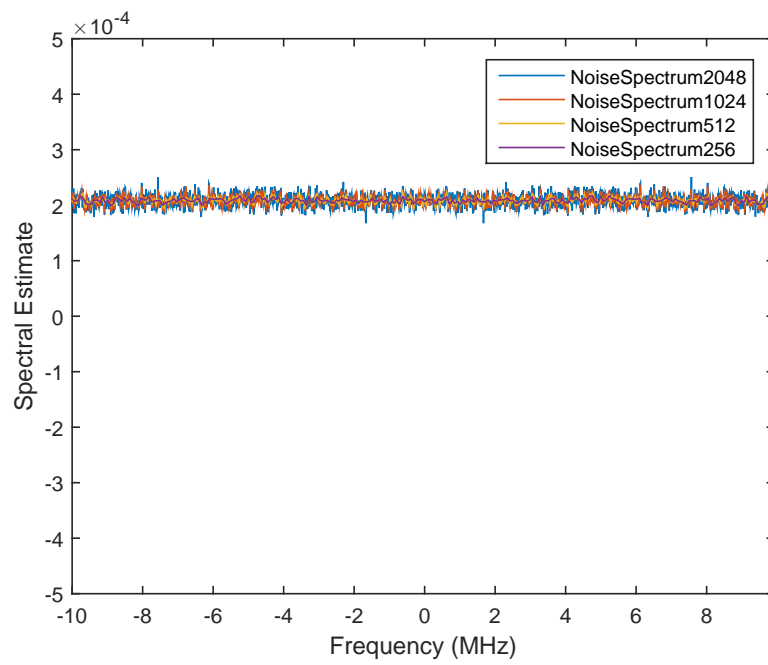 ×10⁻⁴
5
4
3
2
1
0
-1
-2
-3
-4
-5
Spectral Estimate
NoiseSpectrum2048
NoiseSpectrum1024
NoiseSpectrum512
NoiseSpectrum256
-10 -8 -6 -4 -2 0 2 4 6 8
Frequency (MHz)